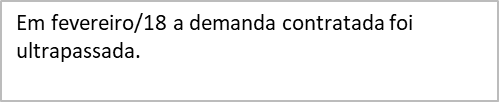 Em fevereiro/18 a demanda contratada foi
ultrapassada.